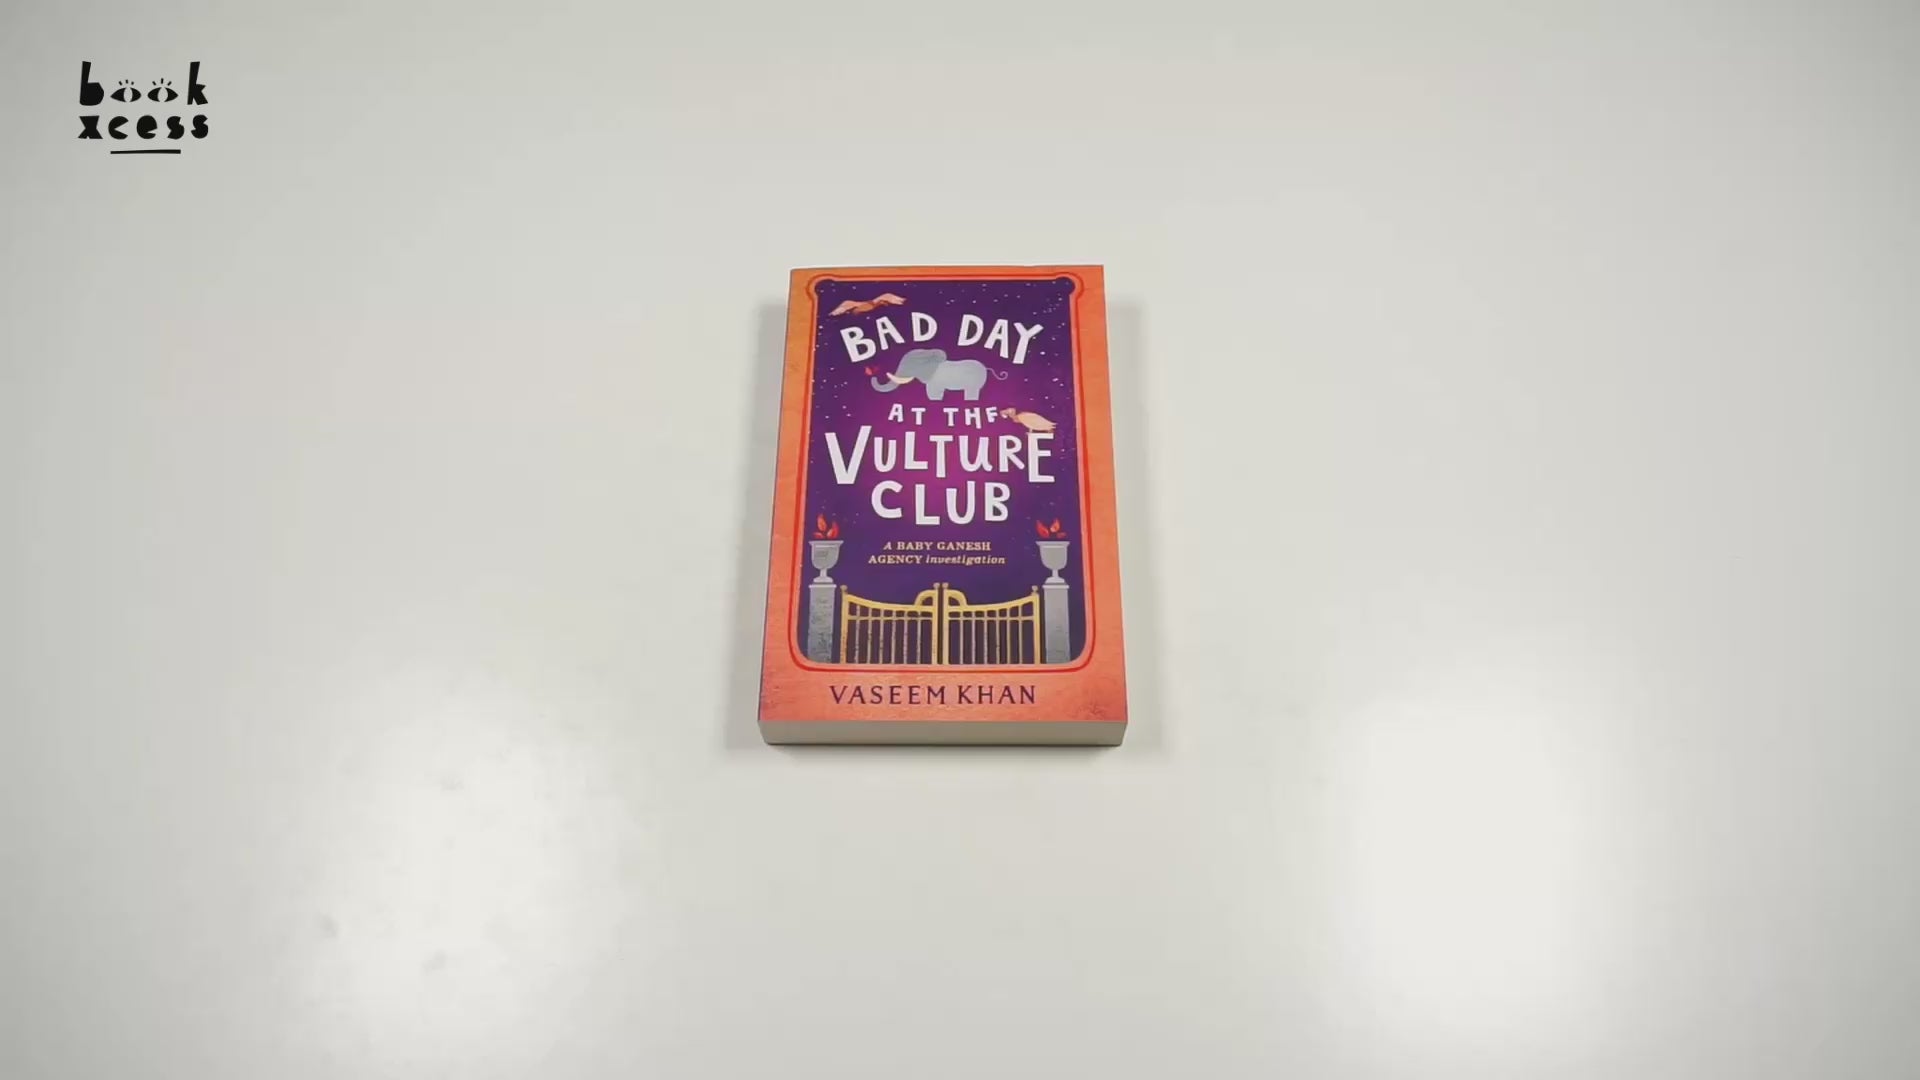 book
xcess
BAD DAY
AT THE
VULTURE
CLUB
A BABY GANESH
AGENCY investigation
VASEEM KHAN